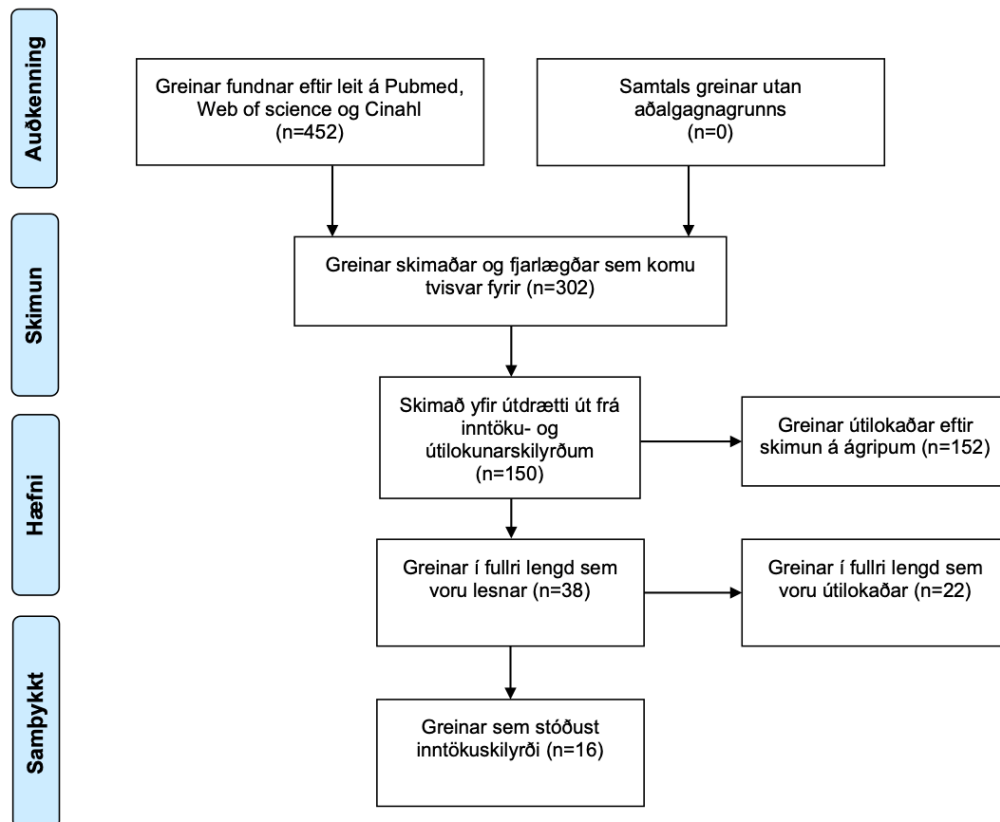 Auðkenning
Greinar fundnar eftir leit á Pubmed,
Web of science og Cinahl
(n=452)
Samtals greinar utan
aðalgagnagrunns
(n=0)
Skimun
Greinar skimaðar og fjarlægðar sem komu
tvisvar fyrir (n=302)
Hæfni
Skimað yfir útdrætti út frá
inntöku- og
útilokunarskilyrðum
(n=150)
Greinar útilokaðar eftir
skimun á ágripum (n=152)
Greinar í fullri lengd sem
voru lesnar (n=38)
Greinar í fullri lengd sem
voru útilokaðar (n=22)
Samþykkt
Greinar sem stóðust
inntökuskilyrði (n=16)